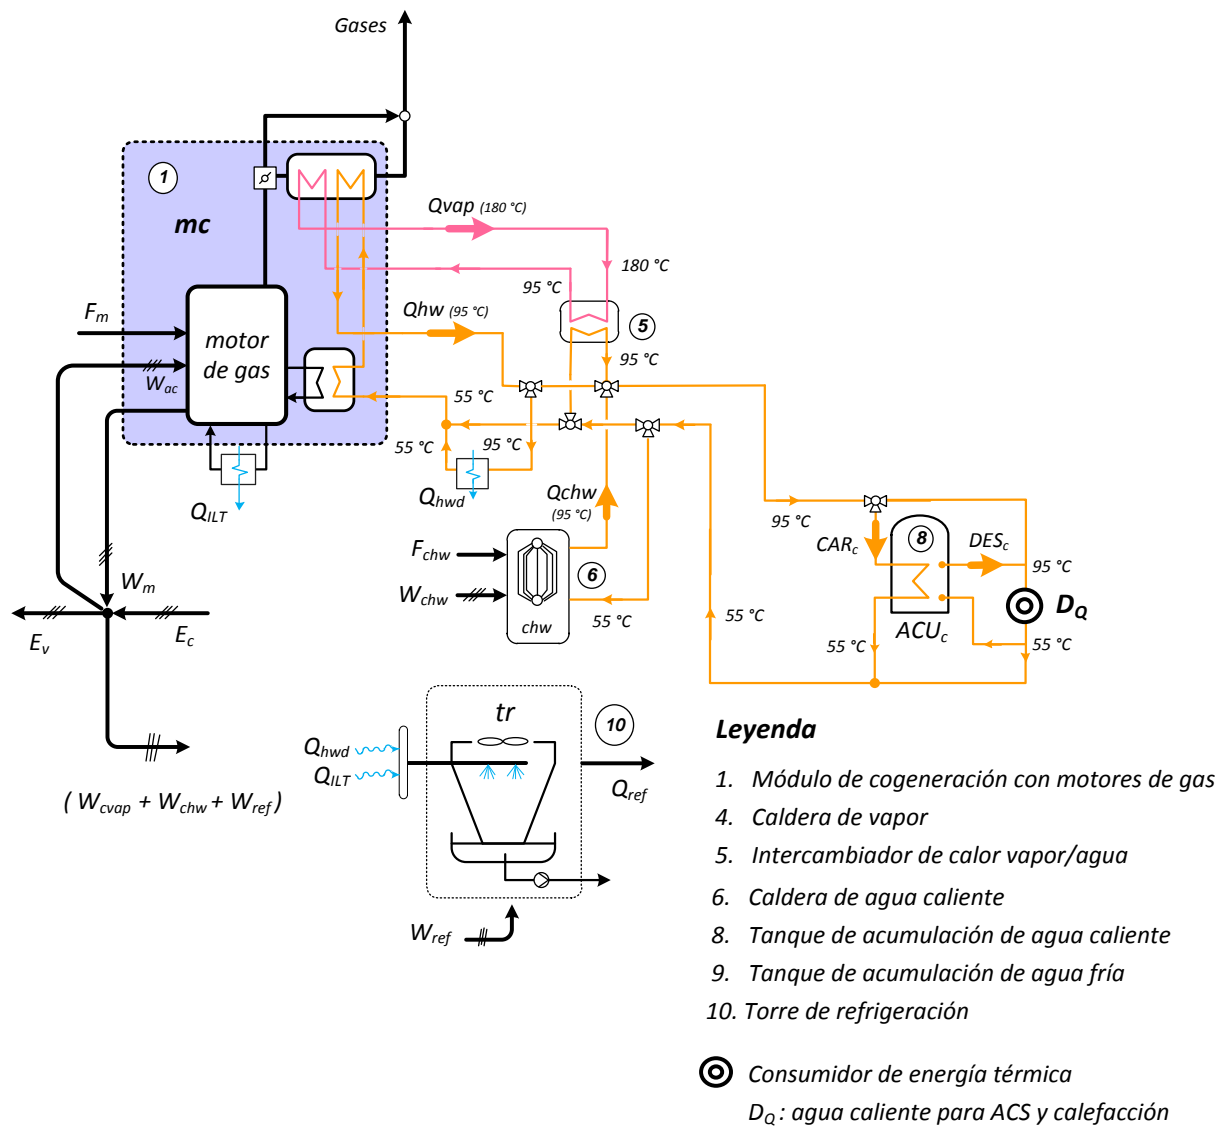 Gases
1
mc
Qvap (180 °C)
180 °C
95 °C
Qhw (95 °C)
5
Fm
motor
de gas
95 °C
Wac
55 °C
55 °C
95 °C
QILT
Qhwd
Qchw
(95 °C)
95 °C
CARc
8
DESc
Fchw
6
95 °C
Wm
Wchw
DQ
Ev
Ec
chw
55 °C
55 °C
ACUc
55 °C
55 °C
tr
10
Qhwd
QILT
Qref
( Wcvap + Wchw + Wref )
Wref
Leyenda
1. Módulo de cogeneración con motores de gas
4. Caldera de vapor
5. Intercambiador de calor vapor/agua
6. Caldera de agua caliente
8. Tanque de acumulación de agua caliente
9. Tanque de acumulación de agua fría
10. Torre de refrigeración
Consumidor de energía térmica
DQ : agua caliente para ACS y calefacción